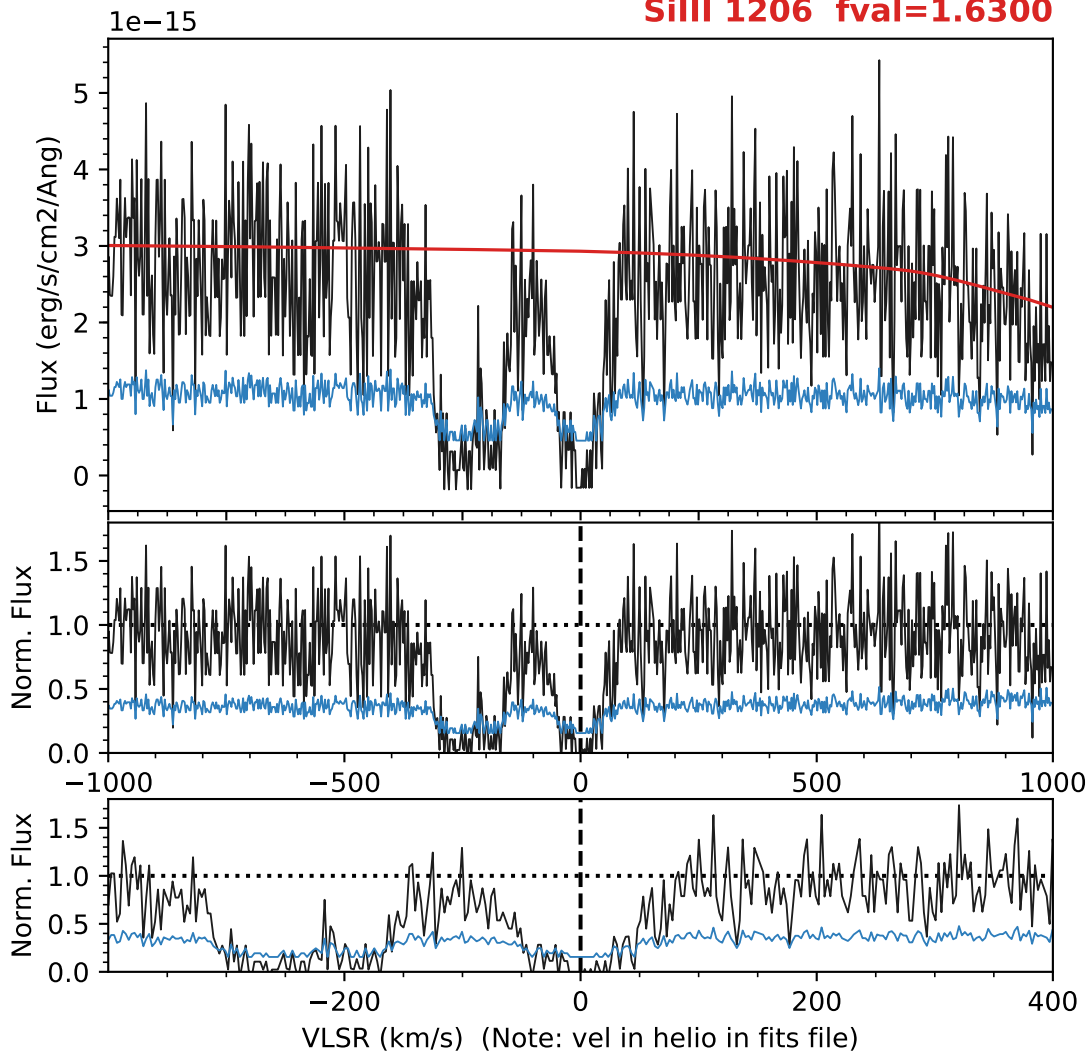 SiIII 1206 fval=1.6300
1e−15
5
4
3
2
1
0
Flux (erg/s/cm2/Ang)
1.5
1.0
0.5
0.0
Norm. Flux
−1000 −500 0 500 1000
1.5
1.0
0.5
0.0
Norm. Flux
−200 0 200 400
VLSR (km/s) (Note: vel in helio in fits file)